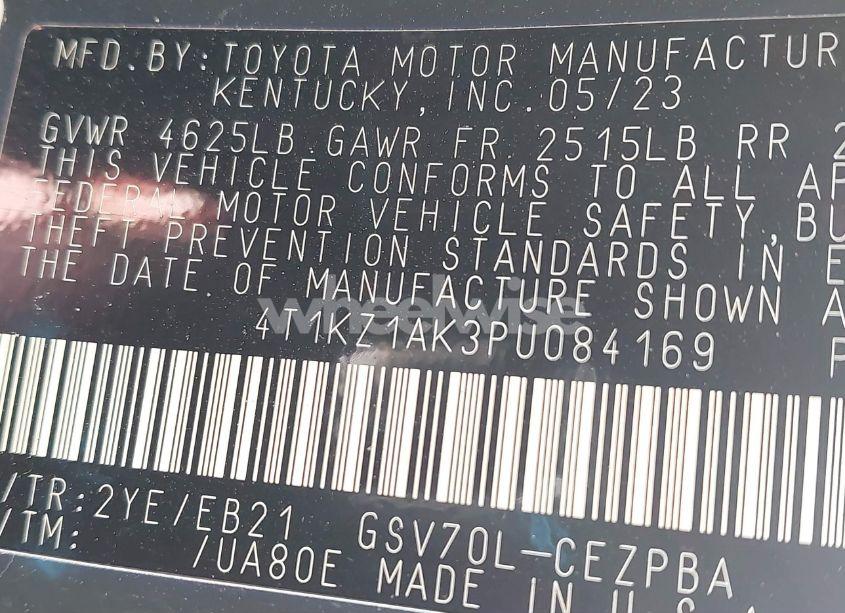 MFD.BY:TOYOTA MOTOR MANUFACTUR
KENTUCKY,INC.05/23
GVWR 4625LB GAWR FR 2515LB RR 2
THIS VEHICLE CONFORMS TO ALL AP
FEDERAL MOTOR VEHICLE SAFETY,BU
THEFT PREVENTION STANDARDS IN E
THE DATE OF MANUFACTURE SHOWN A
wheelwise
4T1KZ1AK3PU084169 P
/TR:2YE/EB21 GSV70L-CEZPBA
/TM: /UA80E MADE IN U.S.A.